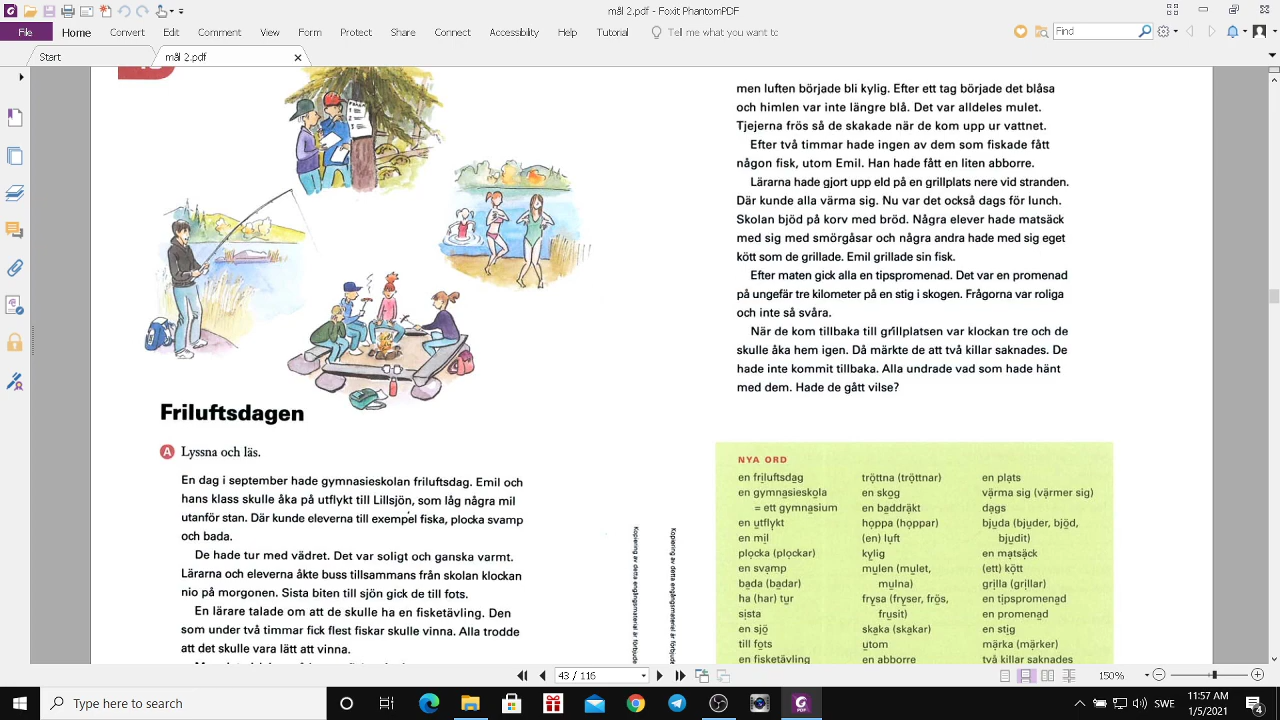 mål 2.pdf - Foxit PhantomPDF
Home Convert Edit Organize Comment View Form Protect Share Connect Accessibility Help Tutorial Tell me what you want to Find
Start mål 2.pdf
men luften började bli kylig. Efter ett tag började det blåsa
och himlen var inte längre blå. Det var alldeles mulet.
Tjejerna frös så de skakade när de kom upp ur vattnet.
Efter två timmar hade ingen av dem som fiskade fått
någon fisk, utom Emil. Han hade fått en liten abborre.
Lärarna hade gjort upp eld på en grillplats nere vid stranden.
Där kunde alla värma sig. Nu var det också dags för lunch.
Skolan bjöd på korv med bröd. Några elever hade matsäck
med sig med smörgåsar och några andra hade med sig eget
kött som de grillade. Emil grillade sin fisk.
Efter maten gick alla en tipspromenad. Det var en promenad
på ungefär tre kilometer på en stig i skogen. Frågorna var roliga
och inte så svåra.
När de kom tillbaka till grillplatsen var klockan tre och de
skulle åka hem igen. Då märkte de att två killar saknades. De
hade inte kommit tillbaka. Alla undrade vad som hade hänt
med dem. Hade de gått vilse?
Friluftsdagen
A Lyssna och läs.
En dag i september hade gymnasieskolan friluftsdag. Emil och
hans klass skulle åka på utflykt till Lillsjön, som låg några mil
utanför stan. Där kunde eleverna till exempel fiska, plocka svamp
och bada.
De hade tur med vädret. Det var soligt och ganska varmt.
Lärarna och eleverna åkte buss tillsammans från skolan klockan
nio på morgonen. Sista biten till sjön gick de till fots.
En lärare talade om att de skulle ha en fisketävling. Den
som under två timmar fick flest fiskar skulle vinna. Alla trodde
att det skulle vara lätt att vinna.
Kopiering av detta engångsmaterial är förbjude
Kopiering av detta engångsmaterial är förbjude
NYA ORD
en friluftsdag
en gymnasieskola
= ett gymnasium
en utflykt
en mil
plocka (plockar)
en svamp
bada (badar)
ha (har) tur
sista
en sjö
till fots
en fisketävling
tröttna (tröttnar)
en skog
en baddräkt
hoppa (hoppar)
(en) luft
kylig
mulen (mulet,
mulna)
frysa (fryser, frös,
frusit)
skaka (skakar)
utom
en abborre
en plats
värma sig (värmer sig)
dags
bjuda (bjuder, bjöd,
bjudit)
en matsäck
(ett) kött
grilla (grillar)
en tipspromenad
en promenad
en stig
märka (märker)
två killar saknades
43 / 116 150%
Type here to search SWE 11:57 AM
1/5/2021 4